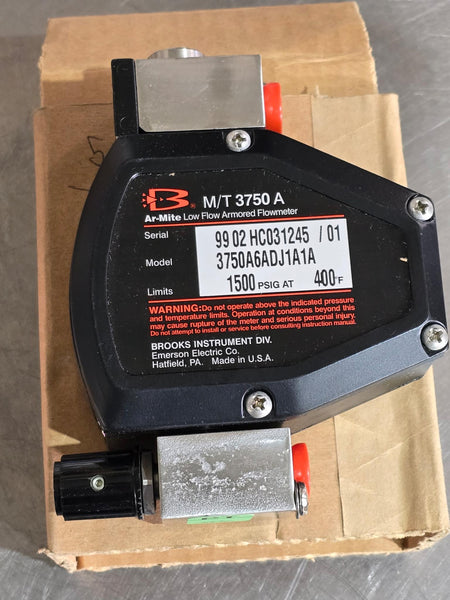 B® M/T 3750 A
Ar-Mite Low Flow Armored Flowmeter
Serial 99 02 HC031245 / 01
Model 3750A6ADJ1A1A
Limits 1500 PSIG AT 400°F
WARNING: Do not operate above the indicated pressure
and temperature limits. Operation at conditions beyond this
may cause rupture of the meter and serious personal injury.
Do not attempt to install or service before consulting instruction manual.
BROOKS INSTRUMENT DIV.
Emerson Electric Co.
Hatfield, PA. Made in U.S.A.